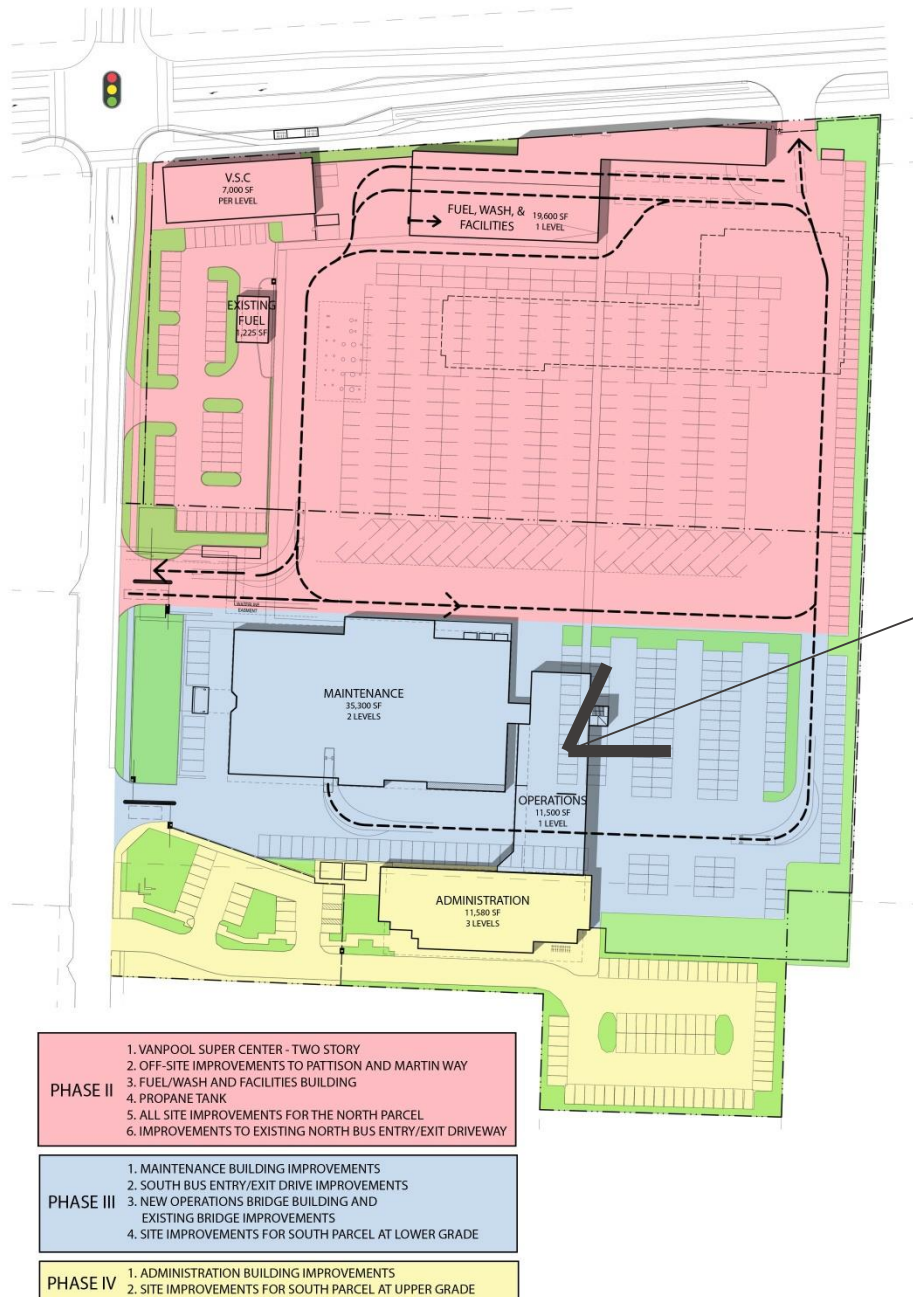 V.S.C
7,000 SF
PER LEVEL
FUEL, WASH, &
FACILITIES
19,600 SF
1 LEVEL
EXISTING
FUEL
1,225 SF
EASMENT
MAINTENANCE
35,300 SF
2 LEVELS
OPERATIONS
11,500 SF
1 LEVEL
ADMINISTRATION
11,580 SF
3 LEVELS
PHASE II
1. VANPOOL SUPER CENTER - TWO STORY
2. OFF-SITE IMPROVEMENTS TO PATTISON AND MARTIN WAY
3. FUEL/WASH AND FACILITIES BUILDING
4. PROPANE TANK
5. ALL SITE IMPROVEMENTS FOR THE NORTH PARCEL
6. IMPROVEMENTS TO EXISTING NORTH BUS ENTRY/EXIT DRIVEWAY
PHASE III
1. MAINTENANCE BUILDING IMPROVEMENTS
2. SOUTH BUS ENTRY/EXIT DRIVE IMPROVEMENTS
3. NEW OPERATIONS BRIDGE BUILDING AND
EXISTING BRIDGE IMPROVEMENTS
4. SITE IMPROVEMENTS FOR SOUTH PARCEL AT LOWER GRADE
PHASE IV
1. ADMINISTRATION BUILDING IMPROVEMENTS
2. SITE IMPROVEMENTS FOR SOUTH PARCEL AT UPPER GRADE